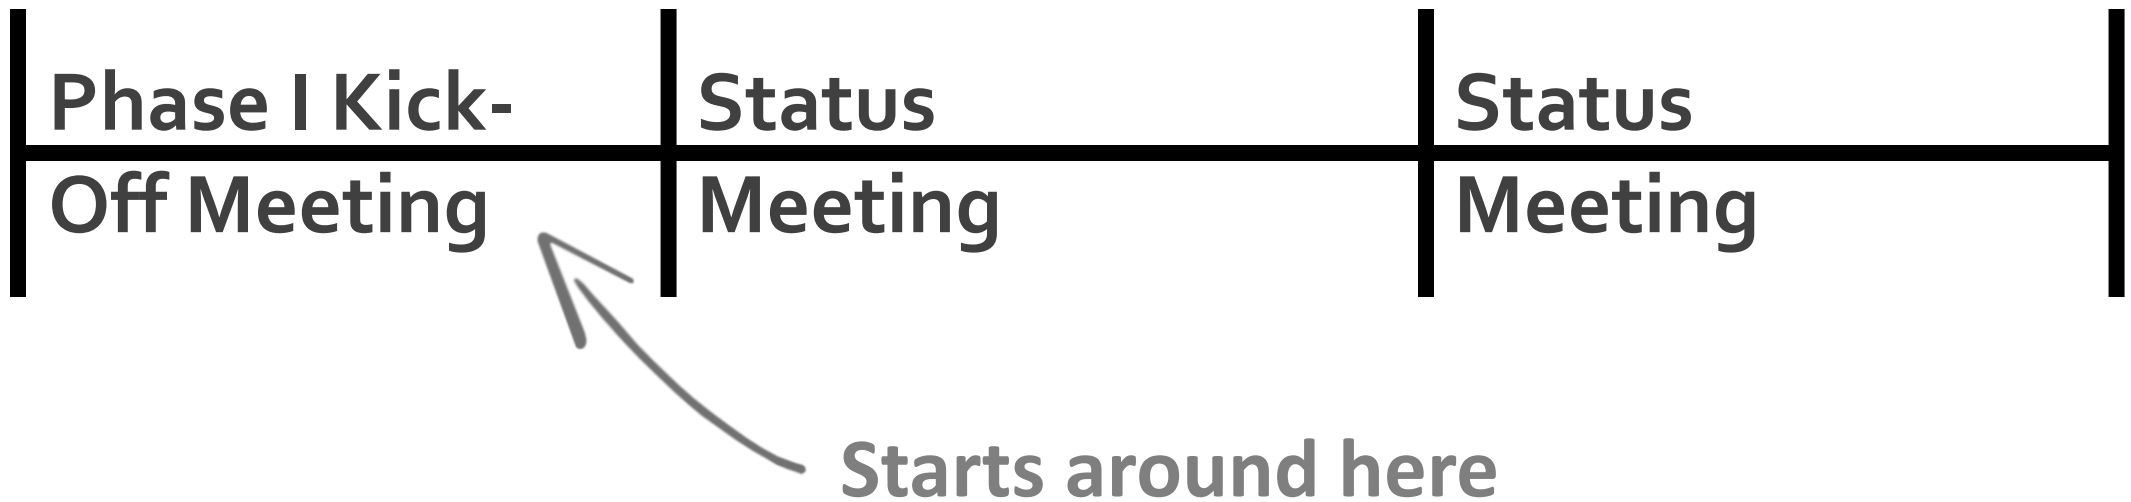 Phase I Kick-
Off Meeting
Status
Meeting
Status
Meeting
Starts around here